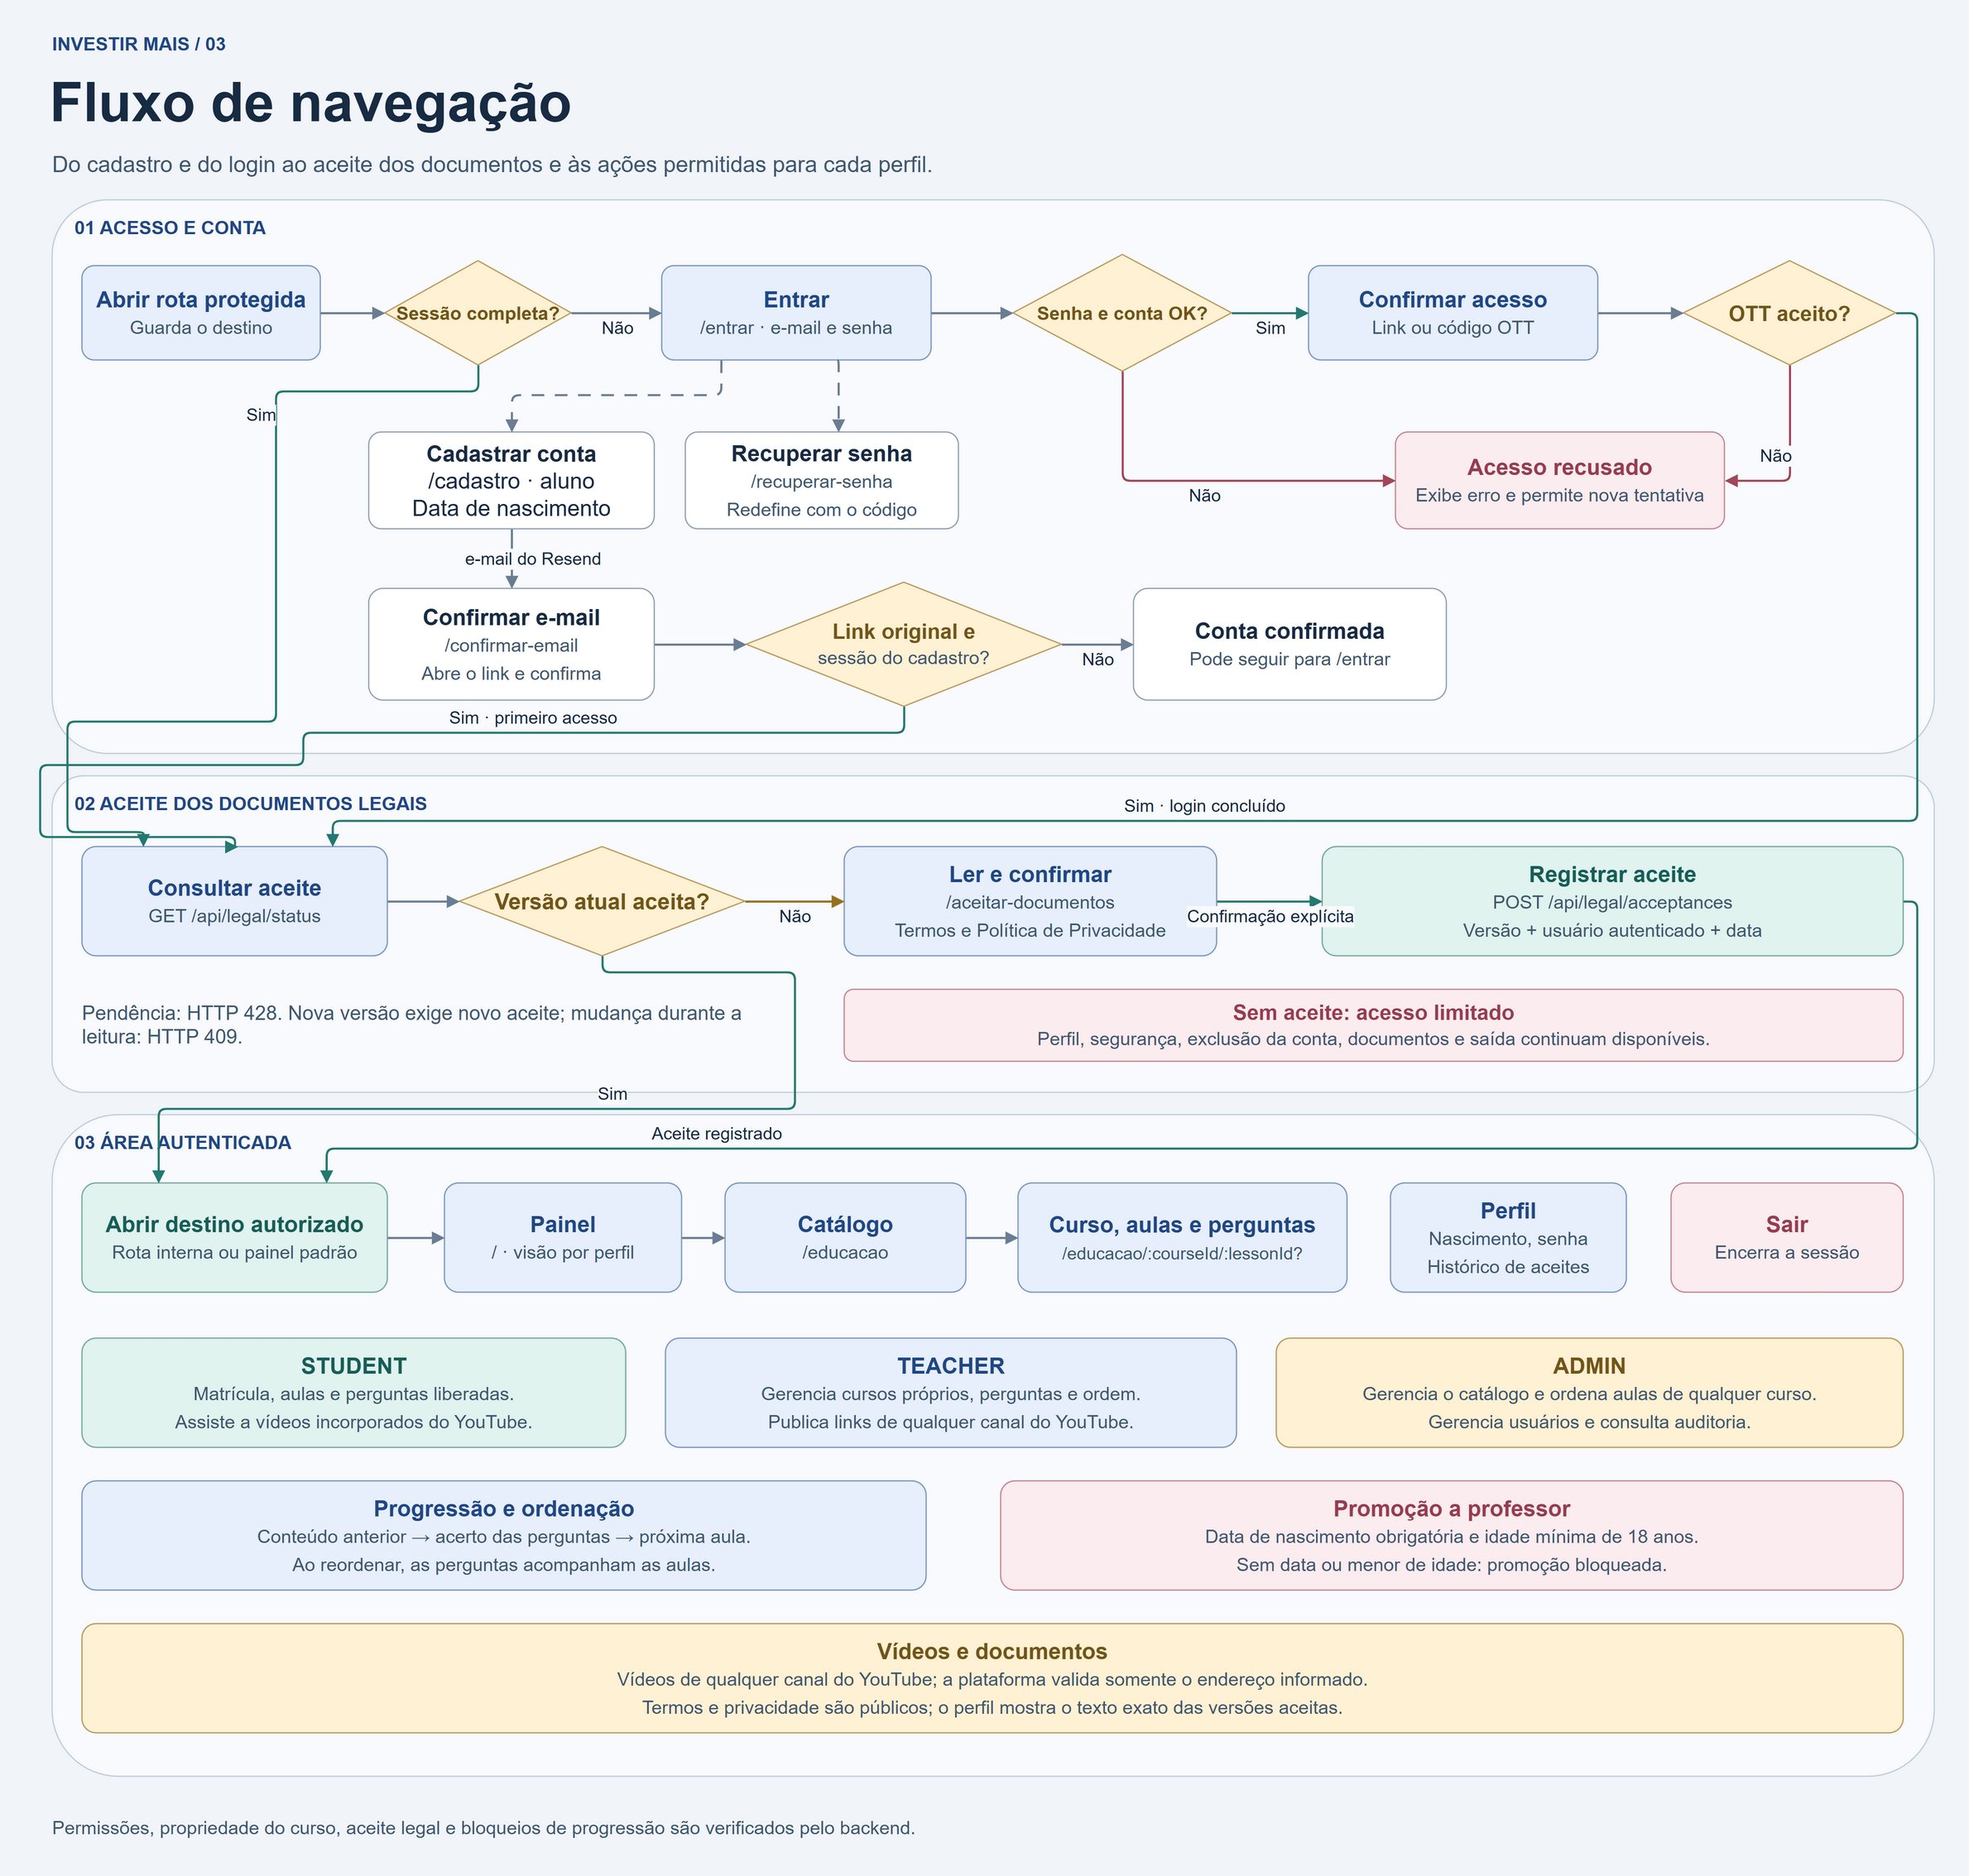 INVESTIR MAIS / 03
Fluxo de navegação
Do cadastro e do login ao aceite dos documentos e às ações permitidas para cada perfil.
01 ACESSO E CONTA
Abrir rota protegida
Guarda o destino
Sessão completa?
Não
Entrar
/entrar · e-mail e senha
Senha e conta OK?
Sim
Confirmar acesso
Link ou código OTT
OTT aceito?
Sim
Cadastrar conta
/cadastro · aluno
Data de nascimento
Recuperar senha
/recuperar-senha
Redefine com o código
Não
Acesso recusado
Exibe erro e permite nova tentativa
Não
e-mail do Resend
Confirmar e-mail
/confirmar-email
Abre o link e confirma
Link original e
sessão do cadastro?
Não
Conta confirmada
Pode seguir para /entrar
Sim · primeiro acesso
02 ACEITE DOS DOCUMENTOS LEGAIS
Sim · login concluído
Consultar aceite
GET /api/legal/status
Versão atual aceita?
Não
Ler e confirmar
/aceitar-documentos
Termos e Política de Privacidade
Confirmação explícita
Registrar aceite
POST /api/legal/acceptances
Versão + usuário autenticado + data
Pendência: HTTP 428. Nova versão exige novo aceite; mudança durante a
leitura: HTTP 409.
Sem aceite: acesso limitado
Perfil, segurança, exclusão da conta, documentos e saída continuam disponíveis.
Sim
03 ÁREA AUTENTICADA
Aceite registrado
Abrir destino autorizado
Rota interna ou painel padrão
Painel
/ · visão por perfil
Catálogo
/educacao
Curso, aulas e perguntas
/educacao/:courseId/:lessonId?
Perfil
Nascimento, senha
Histórico de aceites
Sair
Encerra a sessão
STUDENT
Matrícula, aulas e perguntas liberadas.
Assiste a vídeos incorporados do YouTube.
TEACHER
Gerencia cursos próprios, perguntas e ordem.
Publica links de qualquer canal do YouTube.
ADMIN
Gerencia o catálogo e ordena aulas de qualquer curso.
Gerencia usuários e consulta auditoria.
Progressão e ordenação
Conteúdo anterior → acerto das perguntas → próxima aula.
Ao reordenar, as perguntas acompanham as aulas.
Promoção a professor
Data de nascimento obrigatória e idade mínima de 18 anos.
Sem data ou menor de idade: promoção bloqueada.
Vídeos e documentos
Vídeos de qualquer canal do YouTube; a plataforma valida somente o endereço informado.
Termos e privacidade são públicos; o perfil mostra o texto exato das versões aceitas.
Permissões, propriedade do curso, aceite legal e bloqueios de progressão são verificados pelo backend.